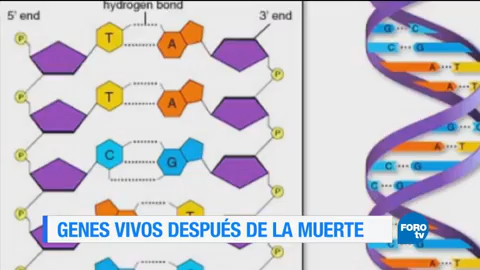 hydrogen bond
5' end
3' end
P
T
A
P
P
T
A
P
P
C
G
P
P
T
P
G C
C G
A T
A T
G
C G
A T
C G
C G
GENES VIVOS DESPUÉS DE LA MUERTE
FORO
tv